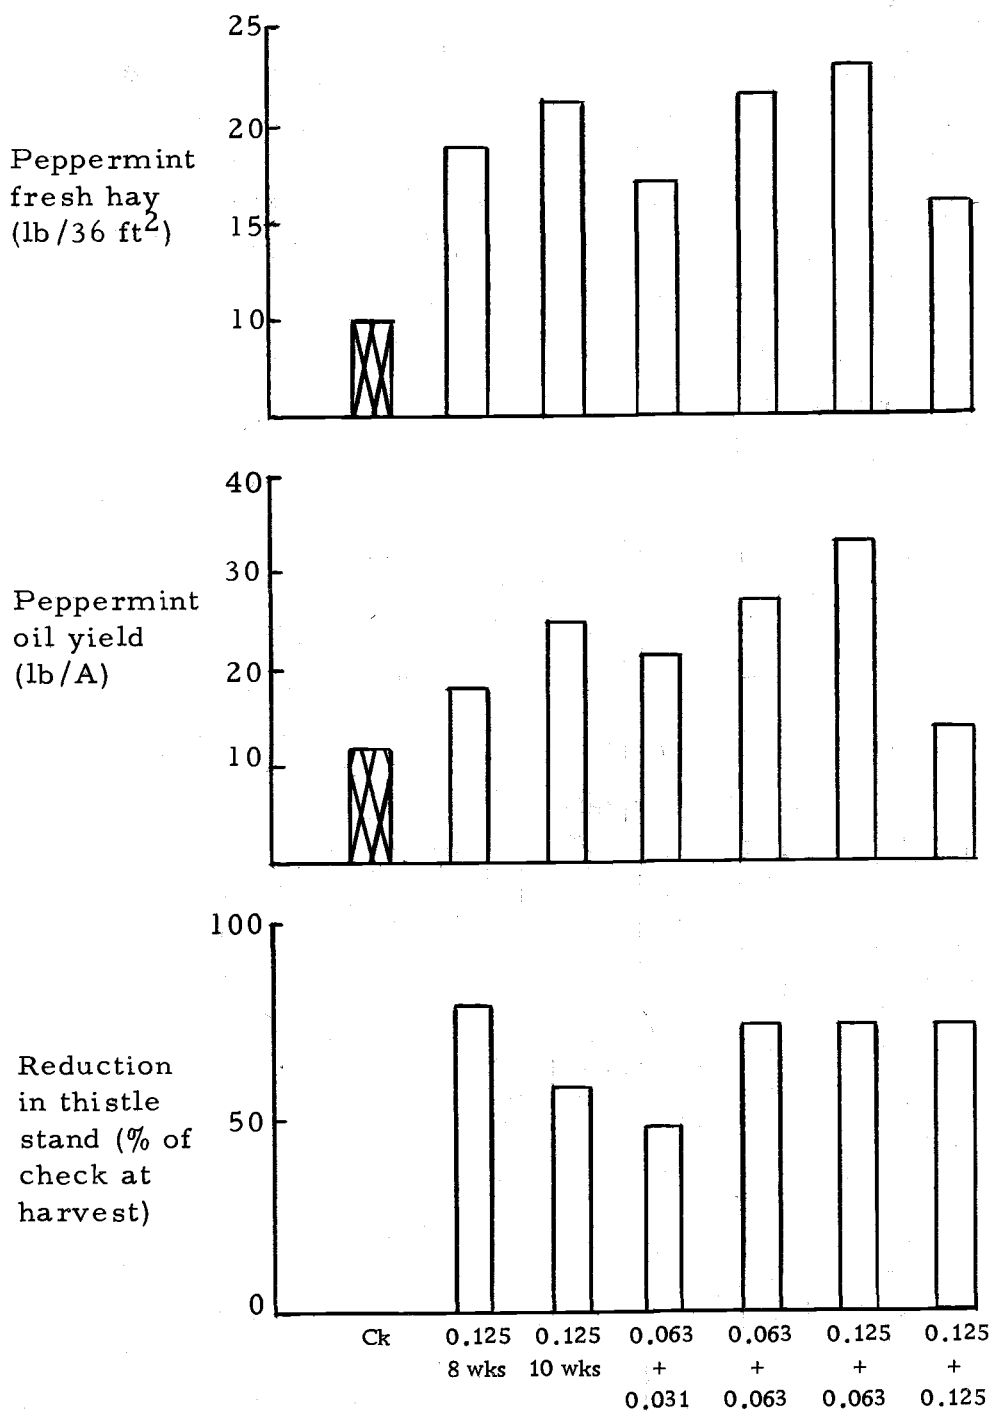 25
20
15
10
Peppermint
fresh hay
(lb/36 ft²)
40
30
20
10
Peppermint
oil yield
(lb/A)
100
50
0
Reduction
in thistle
stand (% of
check at
harvest)
Ck 0.125 0.125 0.063 0.063 0.125 0.125
8 wks 10 wks + + + +
0.031 0.063 0.063 0.125